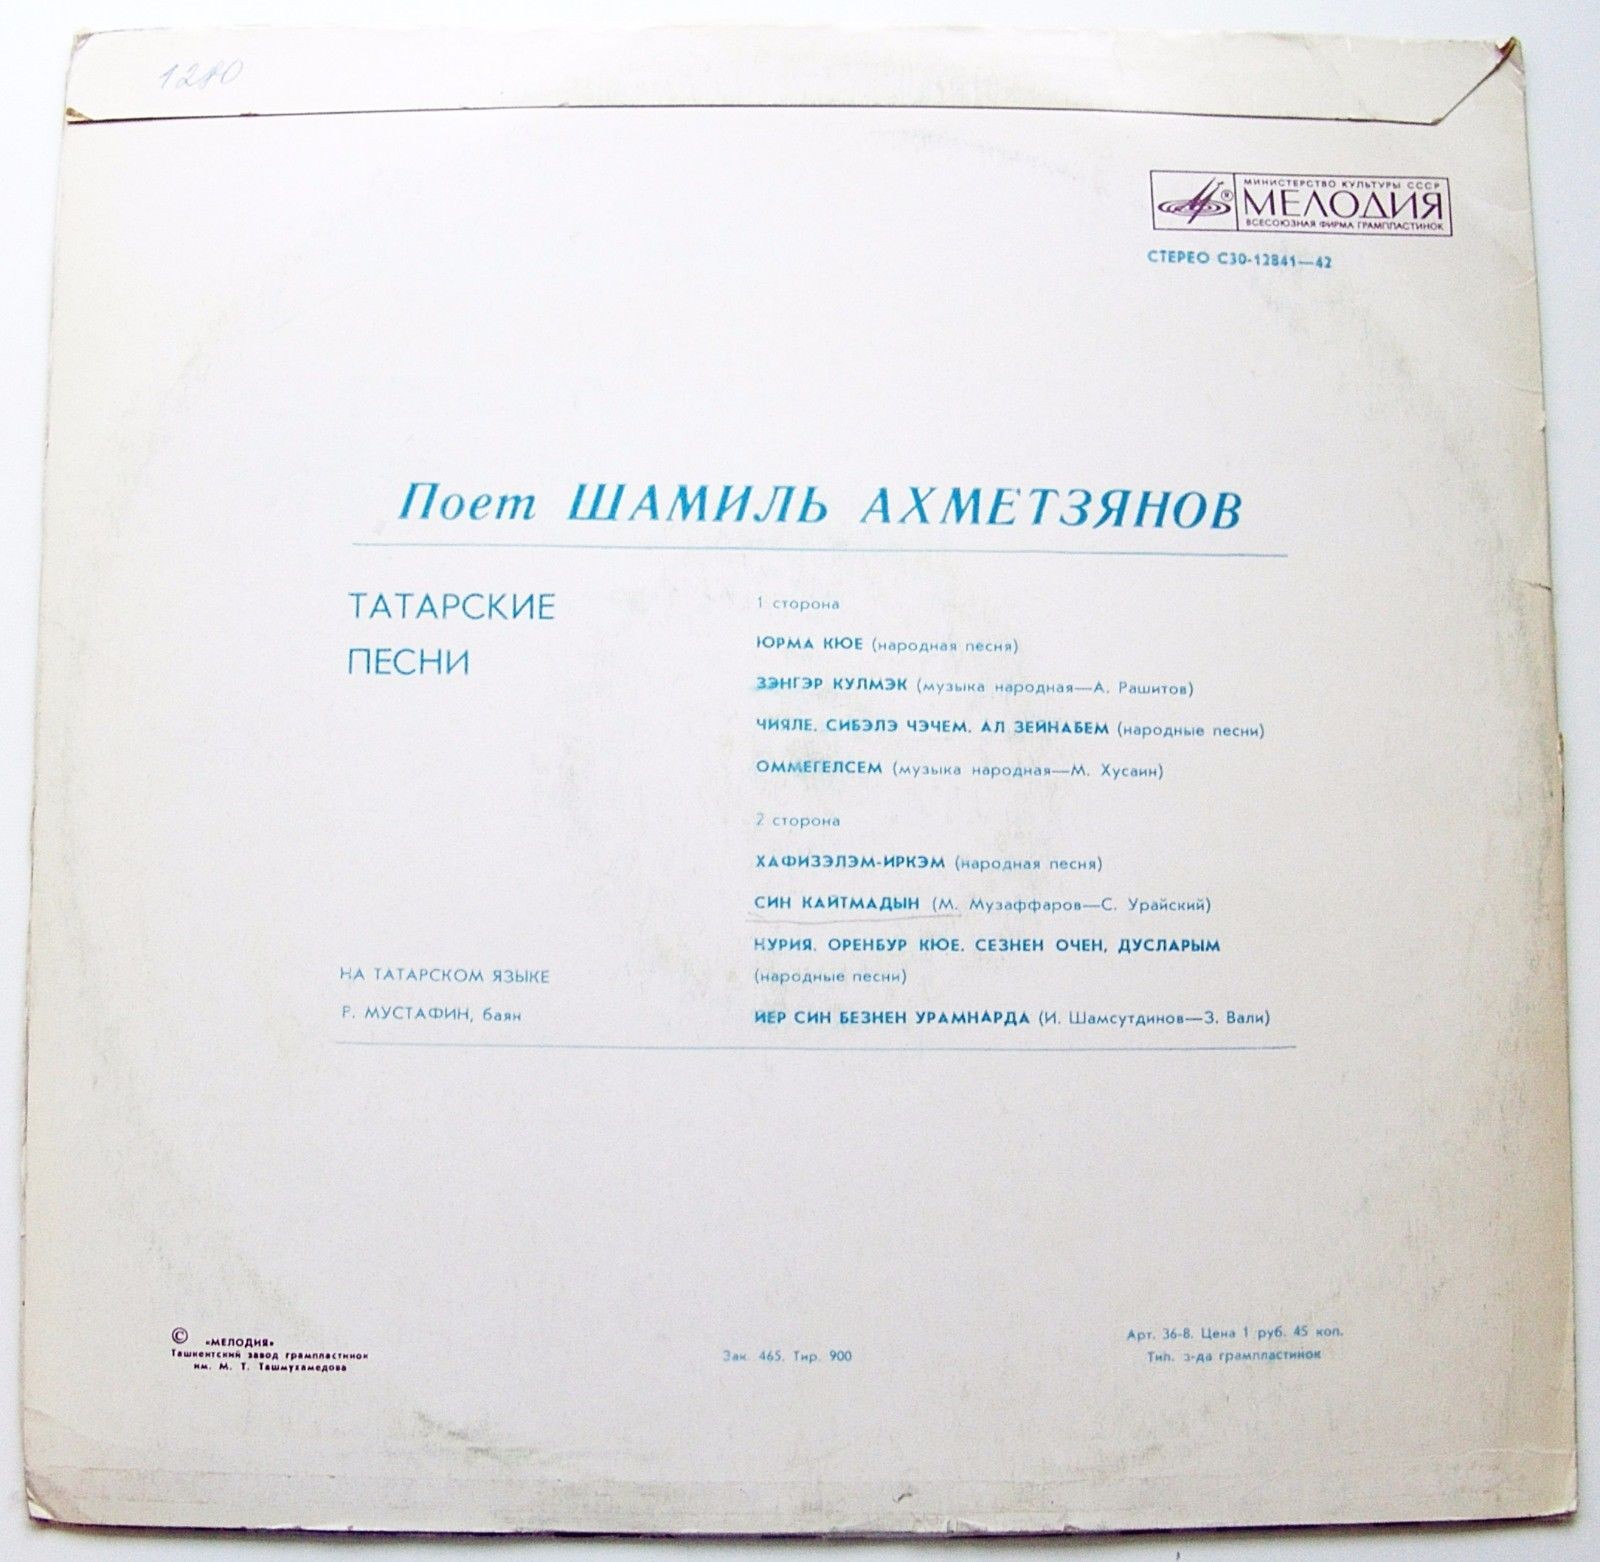 1280
МИНИСТЕРСТВО КУЛЬТУРЫ СССР
МЕЛОДИЯ
ВСЕСОЮЗНАЯ ФИРМА ГРАМПЛАСТИНОК
СТЕРЕО С30-12841—42
Поет ШАМИЛЬ АХМЕТЗЯНОВ
ТАТАРСКИЕ
ПЕСНИ
1 сторона
ЮРМА КЮЕ (народная песня)
ЗЭНГЭР КУЛМЭК (музыка народная—А. Рашитов)
ЧИЯЛЕ. СИБЭЛЭ ЧЭЧЕМ. АЛ ЗЕЙНАБЕМ (народные песни)
ОММЕГЕЛСЕМ (музыка народная—М. Хусаин)
2 сторона
ХАФИЗЭЛЭМ-ИРКЭМ (народная песня)
СИН КАЙТМАДЫН (М. Музаффаров—С. Урайский)
НУРИЯ. ОРЕНБУР КЮЕ. СЕЗНЕН ОЧЕН, ДУСЛАРЫМ
(народные песни)
ЙЕР СИН БЕЗНЕН УРАМНАРДА (И. Шамсутдинов—З. Вали)
НА ТАТАРСКОМ ЯЗЫКЕ
Р. МУСТАФИН, баян
© «МЕЛОДИЯ»
Ташкентский завод грампластинок
им. М. Т. Ташмухамедова
Зак. 465. Тир. 900
Арт. 36-8. Цена 1 руб. 45 коп.
Тип. з-да грампластинок